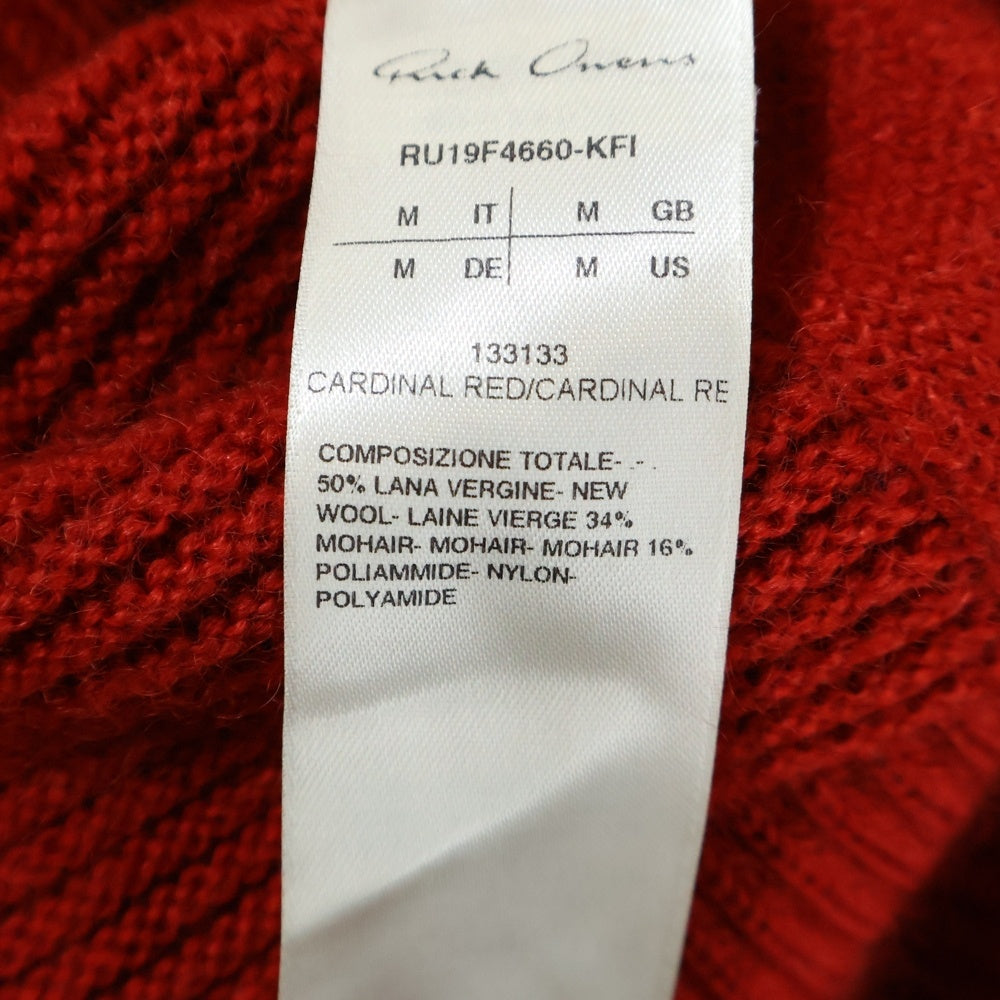 Rick Owens
RU19F4660-KFI
M IT M GB
M DE M US
133133
CARDINAL RED/CARDINAL RE
COMPOSIZIONE TOTALE- .- .
50% LANA VERGINE- NEW
WOOL- LAINE VIERGE 34%
MOHAIR- MOHAIR- MOHAIR 16%
POLIAMMIDE- NYLON-
POLYAMIDE